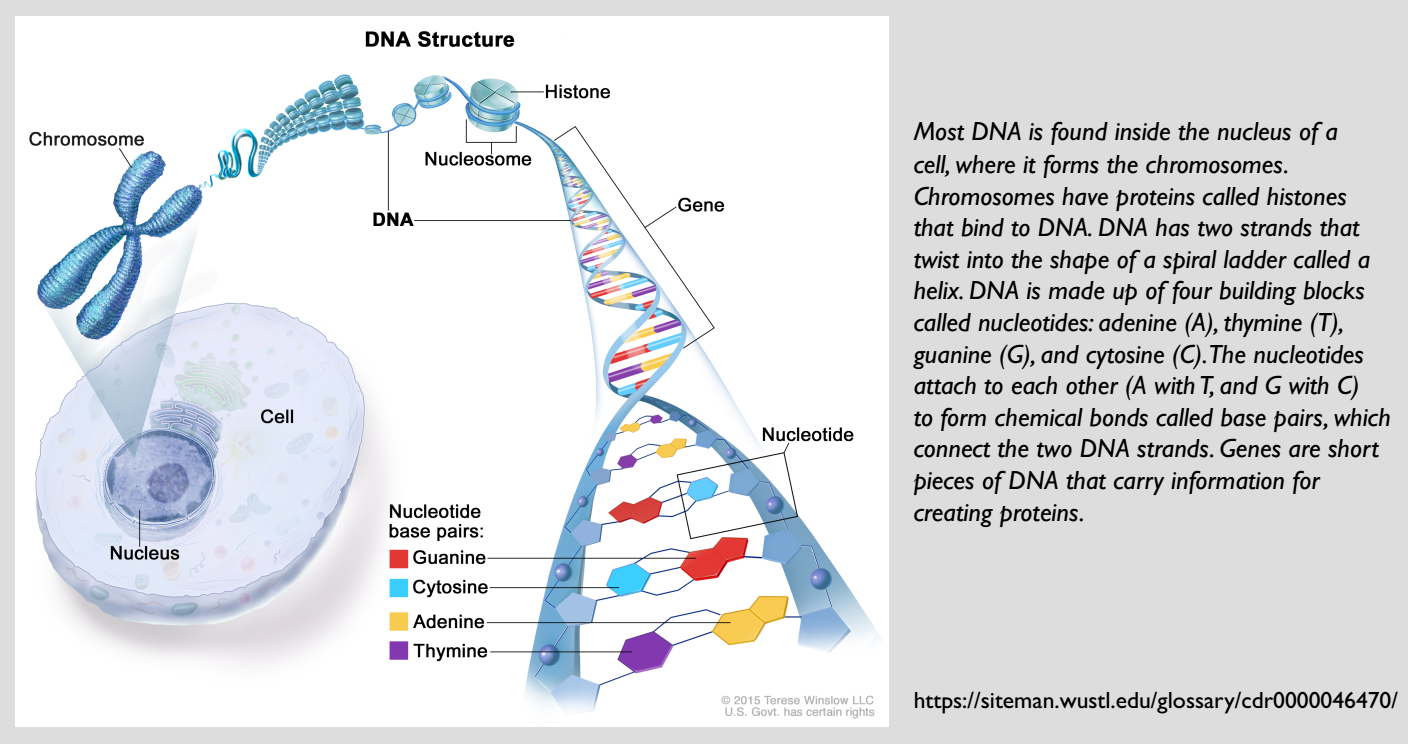 DNA Structure
Histone
Chromosome
Nucleosome
DNA
Gene
Cell
Nucleotide
Nucleus
Nucleotide
base pairs:
Guanine
Cytosine
Adenine
Thymine
© 2015 Terese Winslow LLC
U.S. Govt. has certain rights
Most DNA is found inside the nucleus of a
cell, where it forms the chromosomes.
Chromosomes have proteins called histones
that bind to DNA. DNA has two strands that
twist into the shape of a spiral ladder called a
helix. DNA is made up of four building blocks
called nucleotides: adenine (A), thymine (T),
guanine (G), and cytosine (C). The nucleotides
attach to each other (A with T, and G with C)
to form chemical bonds called base pairs, which
connect the two DNA strands. Genes are short
pieces of DNA that carry information for
creating proteins.
https://siteman.wustl.edu/glossary/cdr0000046470/